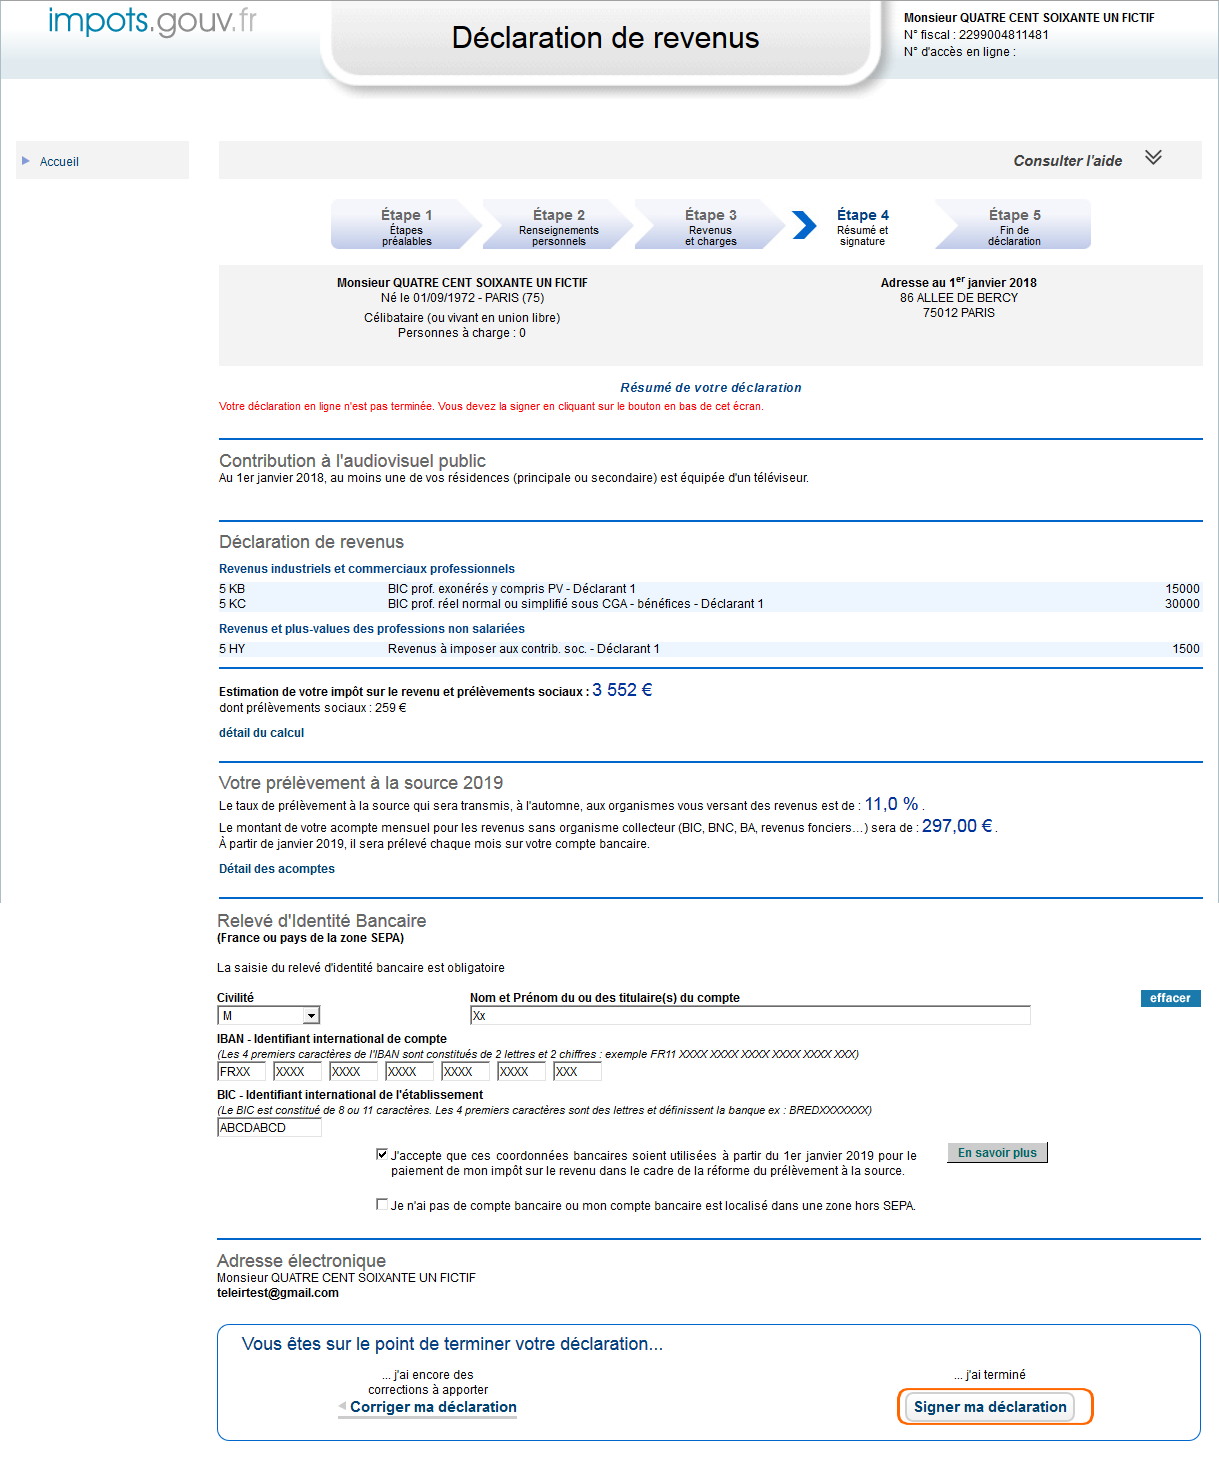 impots.gouv.fr
Déclaration de revenus
Monsieur QUATRE CENT SOIXANTE UN FICTIF
N° fiscal : 2299004811481
N° d'accès en ligne :
Accueil
Consulter l'aide
Étape 1
Étapes
préalables
Étape 2
Renseignements
personnels
Étape 3
Revenus
et charges
Étape 4
Résumé et
signature
Étape 5
Fin de
déclaration
Monsieur QUATRE CENT SOIXANTE UN FICTIF
Né le 01/09/1972 - PARIS (75)
Célibataire (ou vivant en union libre)
Personnes à charge : 0
Adresse au 1er janvier 2018
86 ALLEE DE BERCY
75012 PARIS
Résumé de votre déclaration
Votre déclaration en ligne n'est pas terminée. Vous devez la signer en cliquant sur le bouton en bas de cet écran.
Contribution à l'audiovisuel public
Au 1er janvier 2018, au moins une de vos résidences (principale ou secondaire) est équipée d'un téléviseur.
Déclaration de revenus
Revenus industriels et commerciaux professionnels
5 KB BIC prof. exonérés y compris PV - Déclarant 1 15000
5 KC BIC prof. réel normal ou simplifié sous CGA - bénéfices - Déclarant 1 30000
Revenus et plus-values des professions non salariées
5 HY Revenus à imposer aux contrib. soc. - Déclarant 1 1500
Estimation de votre impôt sur le revenu et prélèvements sociaux : 3 552 €
dont prélèvements sociaux : 259 €
détail du calcul
Votre prélèvement à la source 2019
Le taux de prélèvement à la source qui sera transmis, à l'automne, aux organismes vous versant des revenus est de : 11,0 % .
Le montant de votre acompte mensuel pour les revenus sans organisme collecteur (BIC, BNC, BA, revenus fonciers...) sera de : 297,00 € .
À partir de janvier 2019, il sera prélevé chaque mois sur votre compte bancaire.
Détail des acomptes
Relevé d'Identité Bancaire
(France ou pays de la zone SEPA)
La saisie du relevé d'identité bancaire est obligatoire
Civilité Nom et Prénom du ou des titulaire(s) du compte effacer
M Xx
IBAN - Identifiant international de compte
(Les 4 premiers caractères de l'IBAN sont constitués de 2 lettres et 2 chiffres : exemple FR11 XXXX XXXX XXXX XXXX XXXX XXX)
FRXX XXXX XXXX XXXX XXXX XXXX XXX
BIC - Identifiant international de l'établissement
(Le BIC est constitué de 8 ou 11 caractères. Les 4 premiers caractères sont des lettres et définissent la banque ex : BREDXXXXXXX)
ABCDABCD
J'accepte que ces coordonnées bancaires soient utilisées à partir du 1er janvier 2019 pour le
paiement de mon impôt sur le revenu dans le cadre de la réforme du prélèvement à la source.
En savoir plus
Je n'ai pas de compte bancaire ou mon compte bancaire est localisé dans une zone hors SEPA.
Adresse électronique
Monsieur QUATRE CENT SOIXANTE UN FICTIF
teleirtest@gmail.com
Vous êtes sur le point de terminer votre déclaration...
... j'ai encore des
corrections à apporter
Corriger ma déclaration
... j'ai terminé
Signer ma déclaration